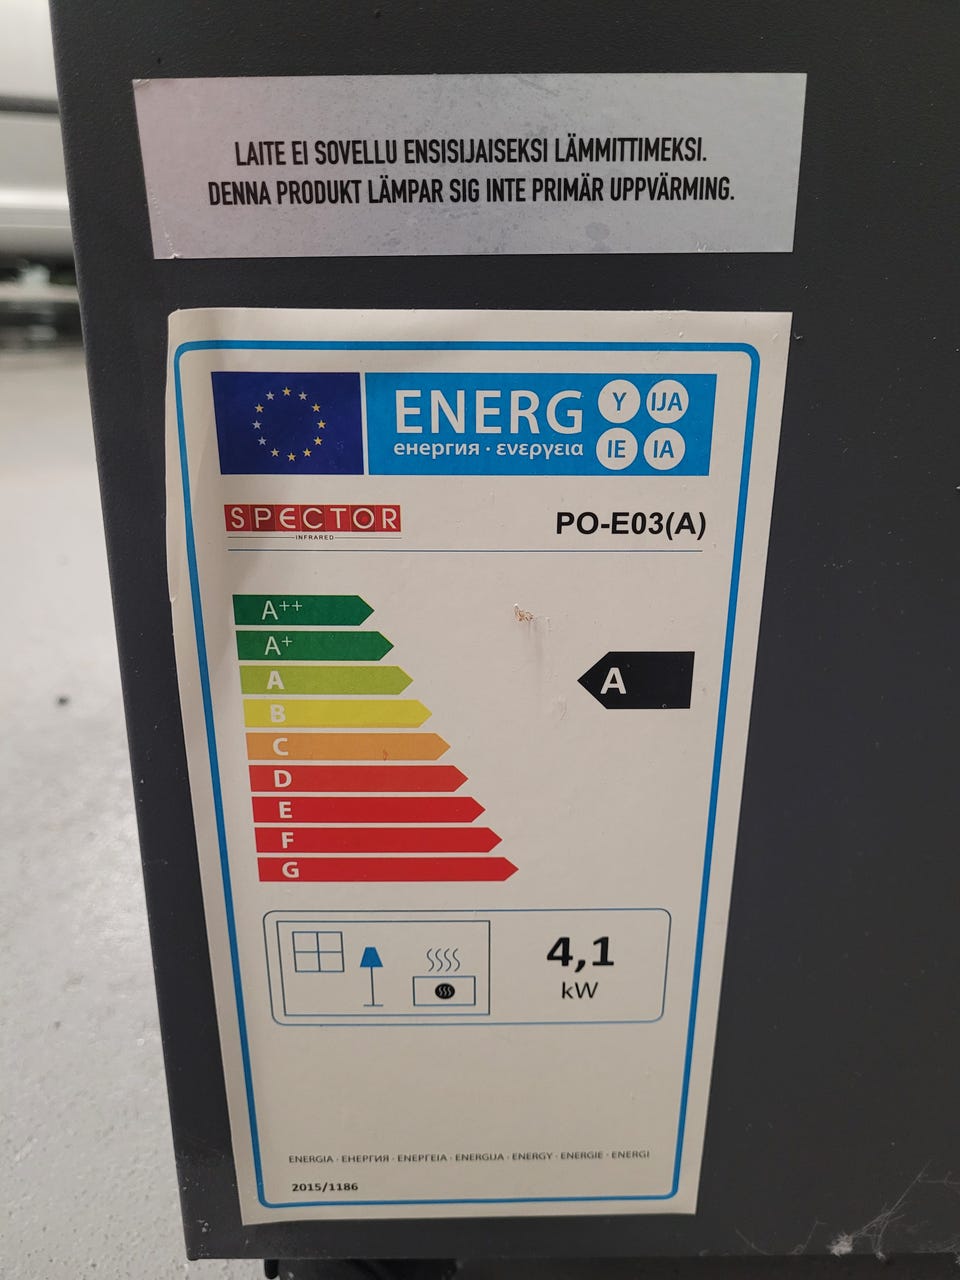 LAITE EI SOVELLU ENSISIJAISEKSI LÄMMITTIMEKSI.
DENNA PRODUKT LÄMPAR SIG INTE PRIMÄR UPPVÄRMING.
ENERG Y IJA
енергия · ενεργεια IE IA
SPECTOR
INFRARED
PO-E03(A)
A++
A+
A
A
B
C
D
E
F
G
4,1
kW
ENERGIA · ЕНЕРГИЯ · ΕΝΕΡΓΕΙΑ · ENERGIJA · ENERGY · ENERGIE · ENERGI
2015/1186